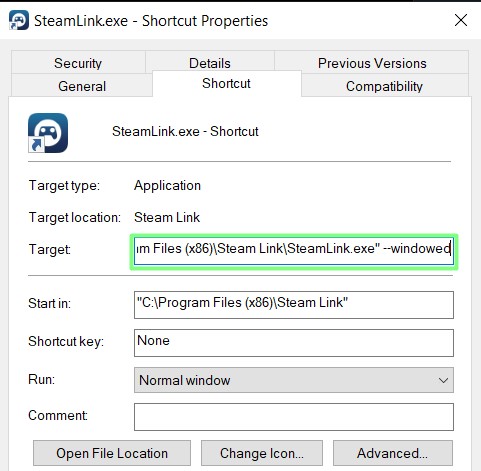 SteamLink.exe - Shortcut Properties
Security Details Previous Versions
General Shortcut Compatibility
SteamLink.exe - Shortcut
Target type: Application
Target location: Steam Link
Target: m Files (x86)\Steam Link\SteamLink.exe" --windowed
Start in: "C:\Program Files (x86)\Steam Link"
Shortcut key: None
Run: Normal window
Comment:
Open File Location Change Icon... Advanced...